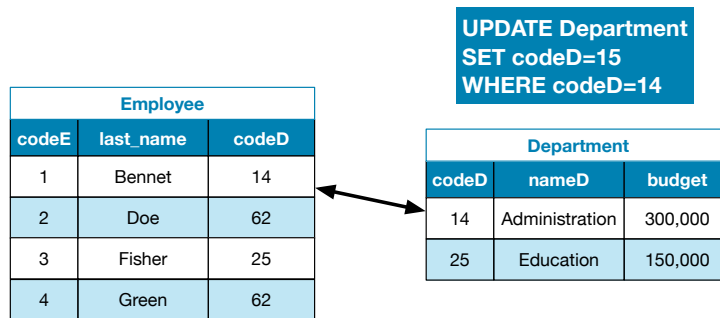 UPDATE Department
SET codeD=15
WHERE codeD=14
Employee
codeE last_name codeD
1 Bennet 14
2 Doe 62
3 Fisher 25
4 Green 62
Department
codeD nameD budget
14 Administration 300,000
25 Education 150,000